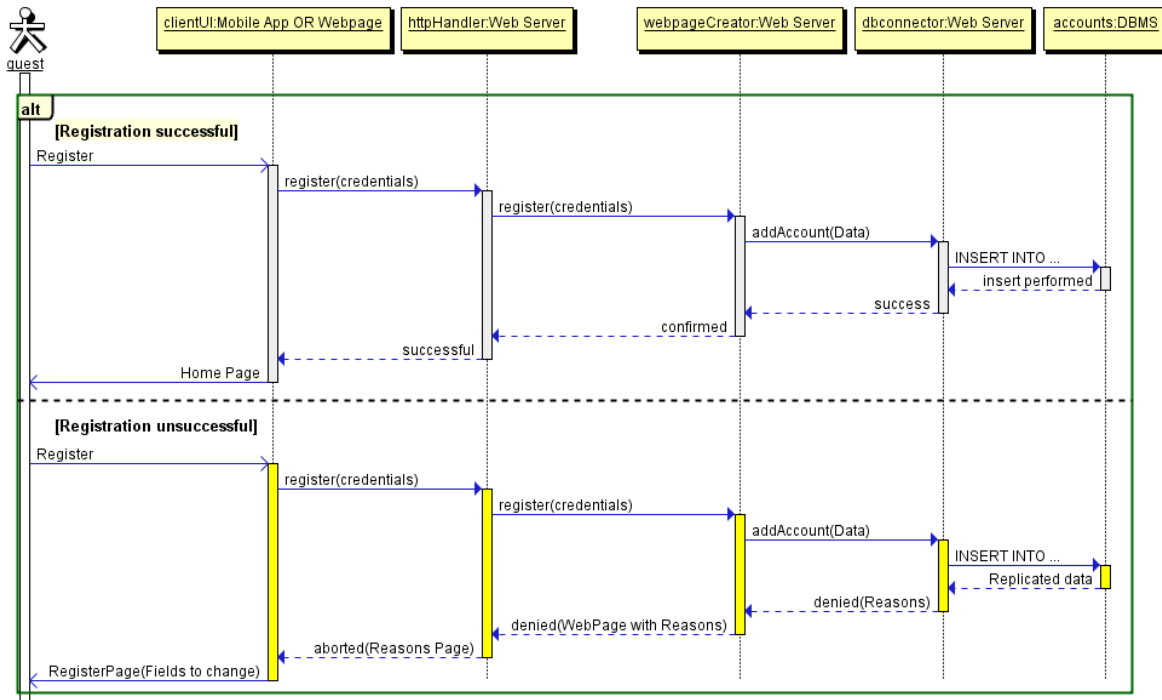 clientUI:Mobile App OR Webpage
httpHandler:Web Server
webpageCreator:Web Server
dbconnector:Web Server
accounts:DBMS
guest
alt
[Registration successful]
Register
register(credentials)
register(credentials)
addAccount(Data)
INSERT INTO ...
insert performed
success
confirmed
successful
Home Page
[Registration unsuccessful]
Register
register(credentials)
register(credentials)
addAccount(Data)
INSERT INTO ...
Replicated data
denied(Reasons)
denied(WebPage with Reasons)
aborted(Reasons Page)
RegisterPage(Fields to change)